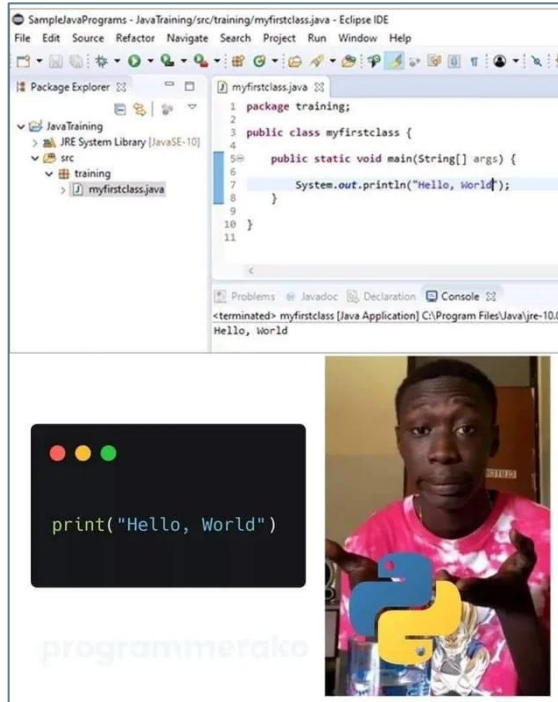 SampleJavaPrograms - JavaTraining/src/training/myfirstclass.java - Eclipse IDE
File Edit Source Refactor Navigate Search Project Run Window Help
Package Explorer
JavaTraining
JRE System Library [JavaSE-10]
src
training
myfirstclass.java
myfirstclass.java
1 package training;
2
3 public class myfirstclass {
4
5 public static void main(String[] args) {
6
7 System.out.println("Hello, World");
8 }
9
10 }
11
Problems Javadoc Declaration Console
<terminated> myfirstclass [Java Application] C:\Program Files\Java\jre-10.0
Hello, World
print("Hello, World")
programmerako